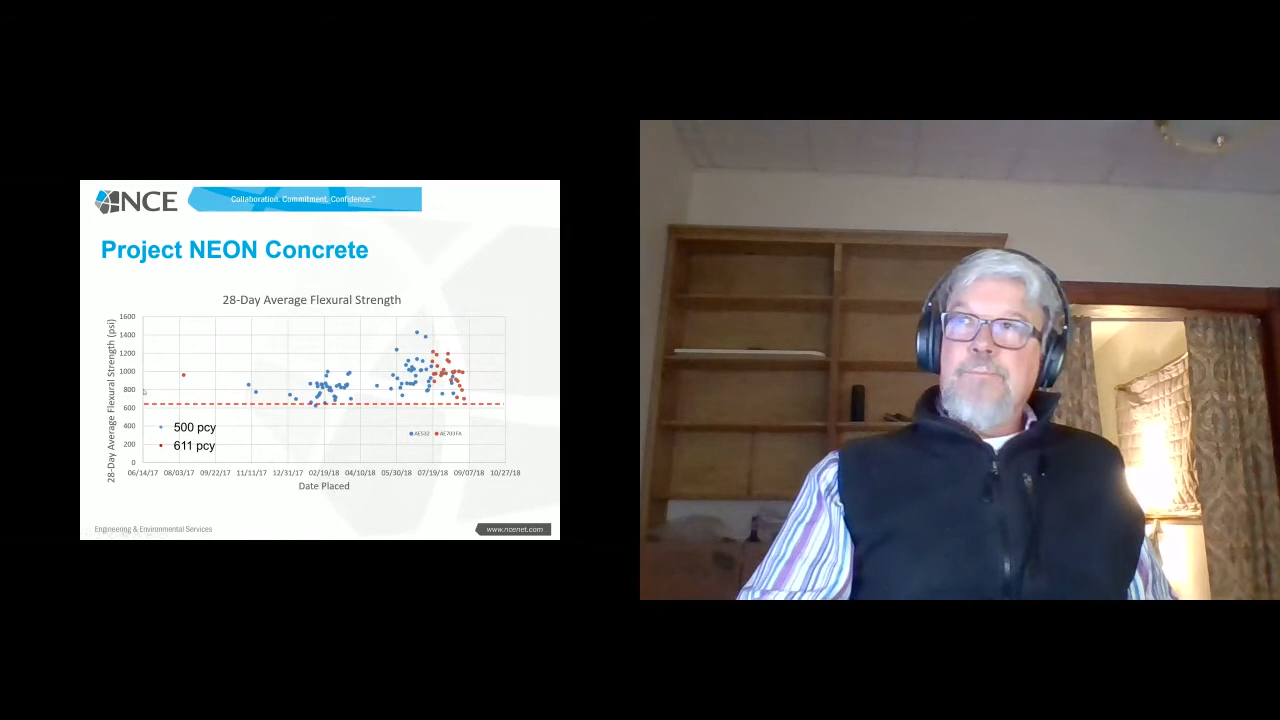 NCE
Collaboration. Commitment. Confidence.™
Project NEON Concrete
28-Day Average Flexural Strength
28-Day Average Flexural Strength (psi)
1600
1400
1200
1000
800
600
400
200
0
500 pcy
611 pcy
AE532 AE703FA
06/14/17 08/03/17 09/22/17 11/11/17 12/31/17 02/19/18 04/10/18 05/30/18 07/19/18 09/07/18 10/27/18
Date Placed
Engineering & Environmental Services
www.ncenet.com